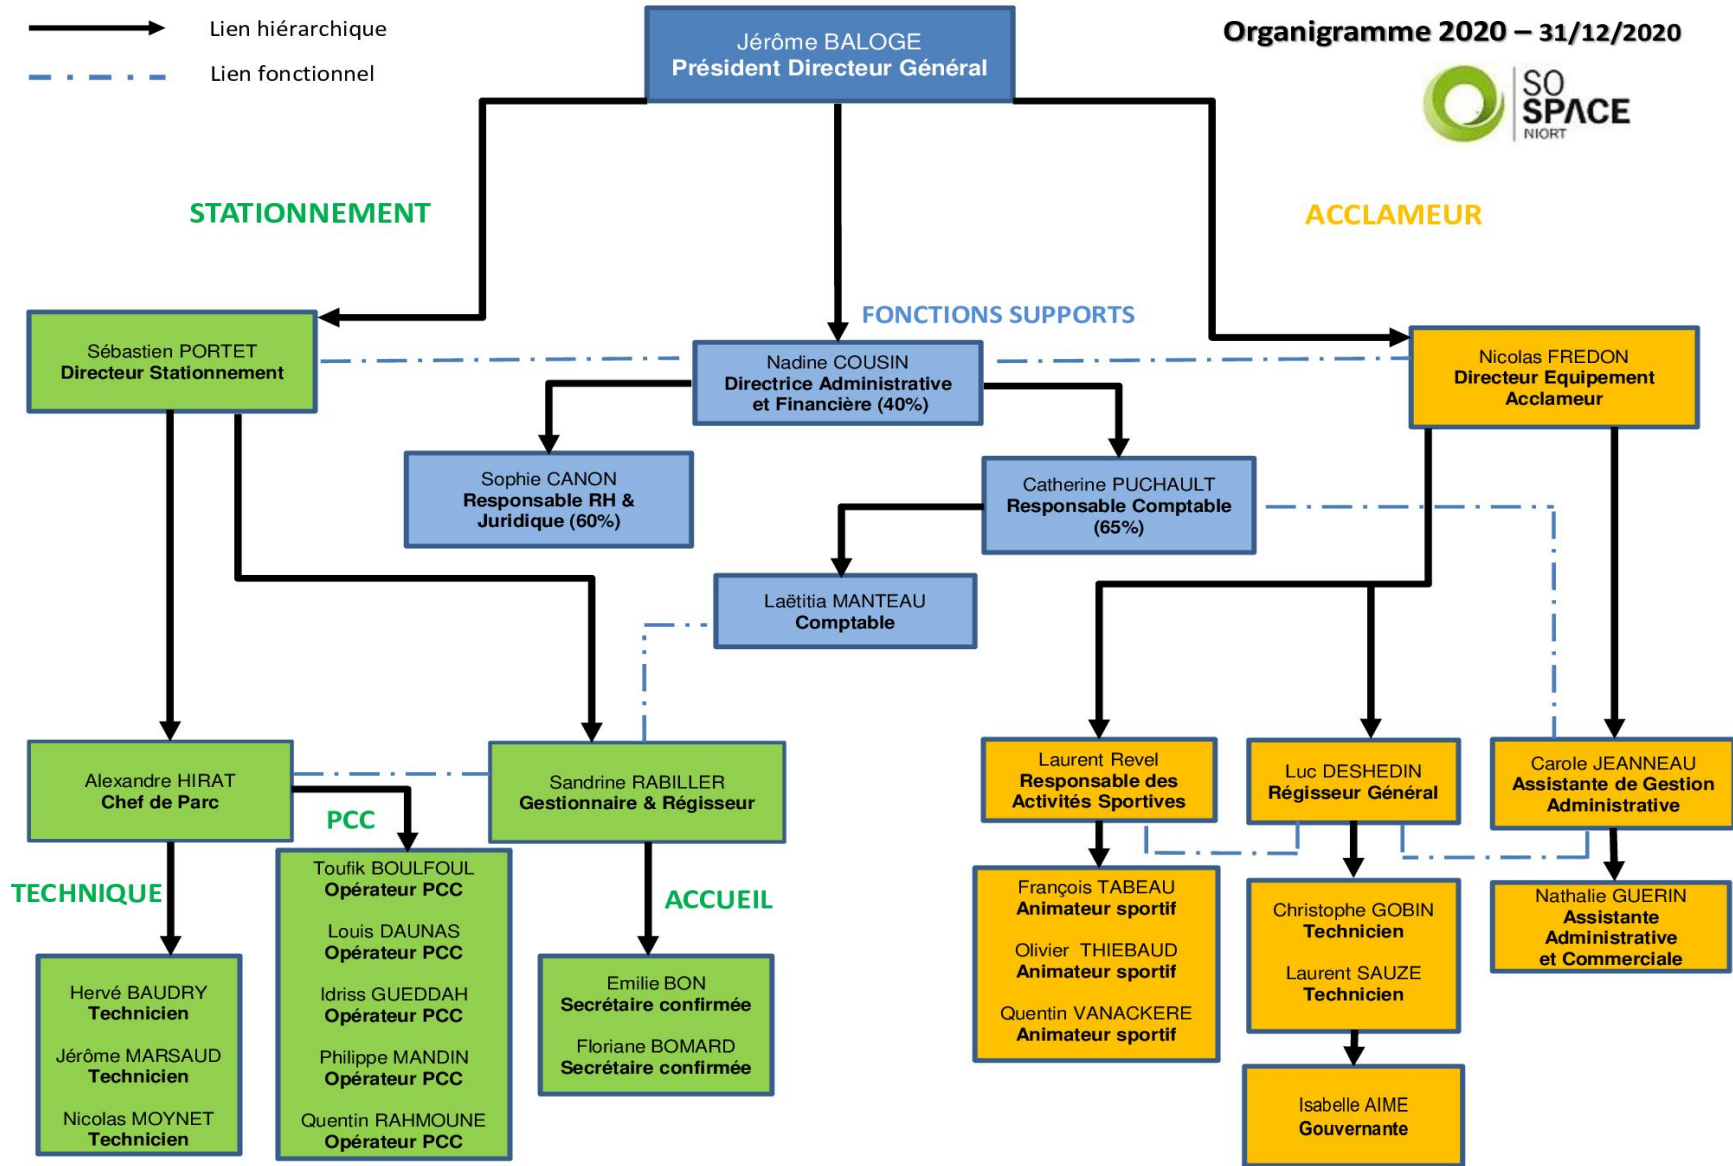 Lien hiérarchique
Lien fonctionnel
Jérôme BALOGE
Président Directeur Général
Organigramme 2020 – 31/12/2020
SO
SPΛCE
NIORT
STATIONNEMENT
ACCLAMEUR
FONCTIONS SUPPORTS
Sébastien PORTET
Directeur Stationnement
Nadine COUSIN
Directrice Administrative
et Financière (40%)
Nicolas FREDON
Directeur Equipement
Acclameur
Sophie CANON
Responsable RH &
Juridique (60%)
Catherine PUCHAULT
Responsable Comptable
(65%)
Laëtitia MANTEAU
Comptable
Alexandre HIRAT
Chef de Parc
Sandrine RABILLER
Gestionnaire & Régisseur
Laurent Revel
Responsable des
Activités Sportives
Luc DESHEDIN
Régisseur Général
Carole JEANNEAU
Assistante de Gestion
Administrative
PCC
TECHNIQUE
ACCUEIL
Hervé BAUDRY
Technicien
Jérôme MARSAUD
Technicien
Nicolas MOYNET
Technicien
Toufik BOULFOUL
Opérateur PCC
Louis DAUNAS
Opérateur PCC
Idriss GUEDDAH
Opérateur PCC
Philippe MANDIN
Opérateur PCC
Quentin RAHMOUNE
Opérateur PCC
Emilie BON
Secrétaire confirmée
Floriane BOMARD
Secrétaire confirmée
François TABEAU
Animateur sportif
Olivier THIEBAUD
Animateur sportif
Quentin VANACKERE
Animateur sportif
Christophe GOBIN
Technicien
Laurent SAUZE
Technicien
Isabelle AIME
Gouvernante
Nathalie GUERIN
Assistante
Administrative
et Commerciale